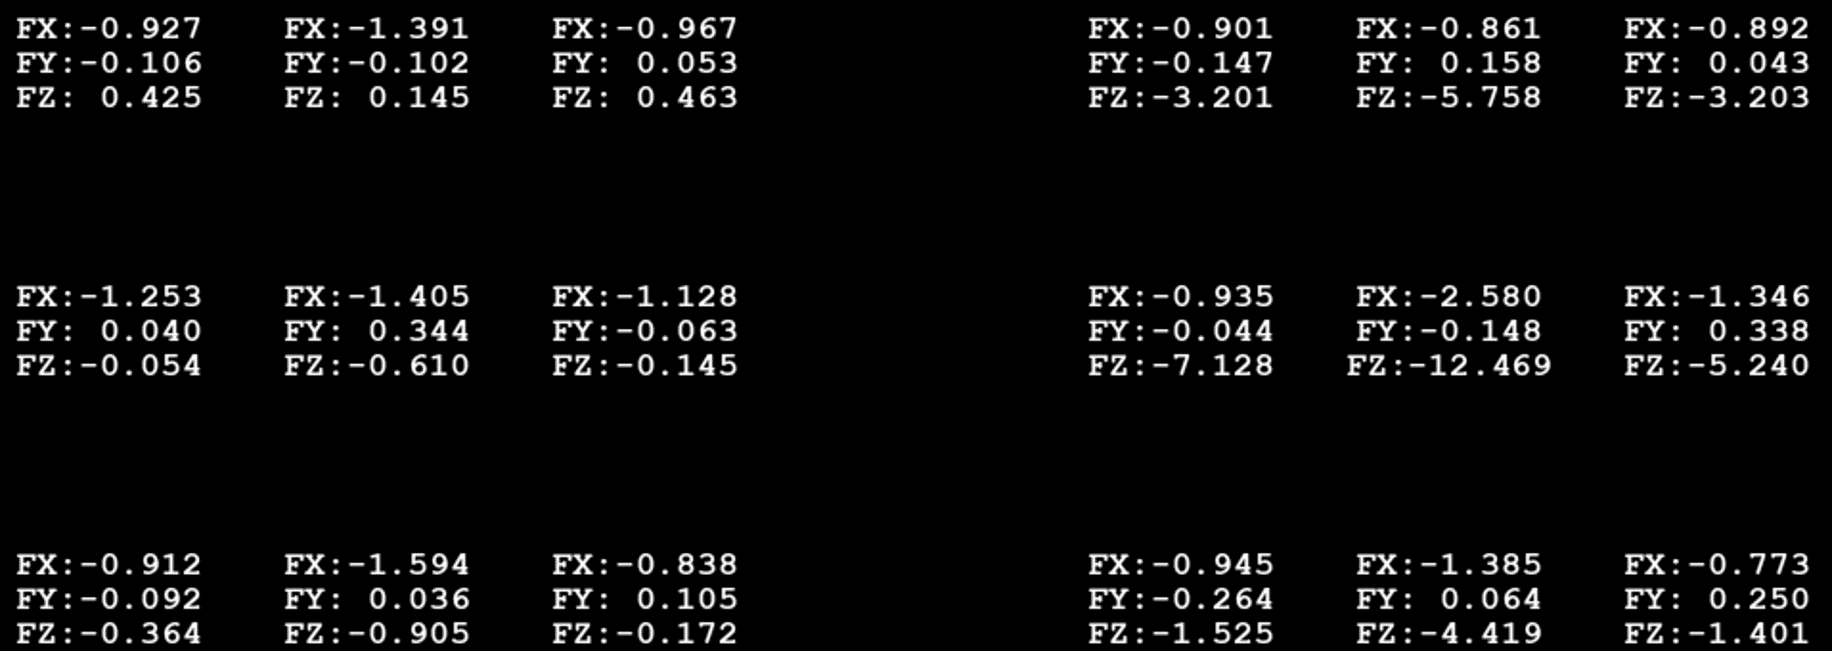 FX:-0.927 FX:-1.391 FX:-0.967 FX:-0.901 FX:-0.861 FX:-0.892
FY:-0.106 FY:-0.102 FY: 0.053 FY:-0.147 FY: 0.158 FY: 0.043
FZ: 0.425 FZ: 0.145 FZ: 0.463 FZ:-3.201 FZ:-5.758 FZ:-3.203
FX:-1.253 FX:-1.405 FX:-1.128 FX:-0.935 FX:-2.580 FX:-1.346
FY: 0.040 FY: 0.344 FY:-0.063 FY:-0.044 FY:-0.148 FY: 0.338
FZ:-0.054 FZ:-0.610 FZ:-0.145 FZ:-7.128 FZ:-12.469 FZ:-5.240
FX:-0.912 FX:-1.594 FX:-0.838 FX:-0.945 FX:-1.385 FX:-0.773
FY:-0.092 FY: 0.036 FY: 0.105 FY:-0.264 FY: 0.064 FY: 0.250
FZ:-0.364 FZ:-0.905 FZ:-0.172 FZ:-1.525 FZ:-4.419 FZ:-1.401